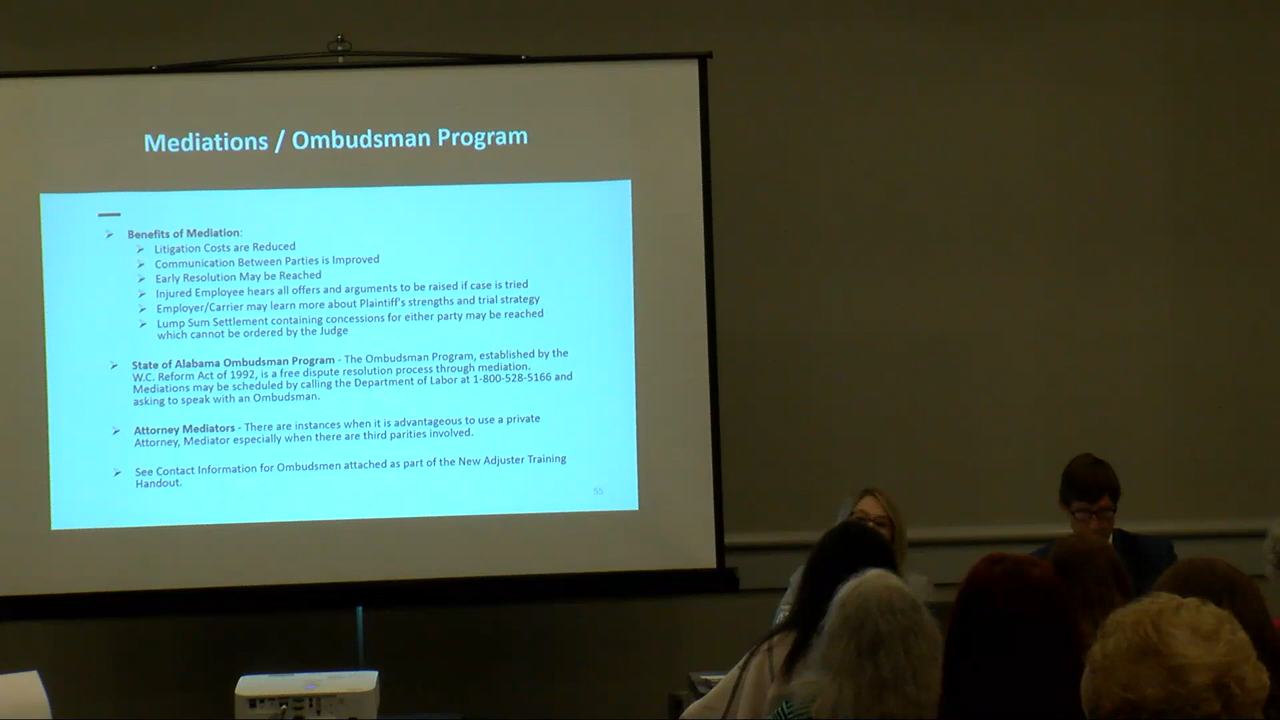 Mediations / Ombudsman Program
Benefits of Mediation:
Litigation Costs are Reduced
Communication Between Parties is Improved
Early Resolution May be Reached
Injured Employee hears all offers and arguments to be raised if case is tried
Employer/Carrier may learn more about Plaintiff's strengths and trial strategy
Lump Sum Settlement containing concessions for either party may be reached
which cannot be ordered by the Judge
State of Alabama Ombudsman Program - The Ombudsman Program, established by the
W.C. Reform Act of 1992, is a free dispute resolution process through mediation.
Mediations may be scheduled by calling the Department of Labor at 1-800-528-5166 and
asking to speak with an Ombudsman.
Attorney Mediators - There are instances when it is advantageous to use a private
Attorney, Mediator especially when there are third parities involved.
See Contact Information for Ombudsmen attached as part of the New Adjuster Training
Handout.
55